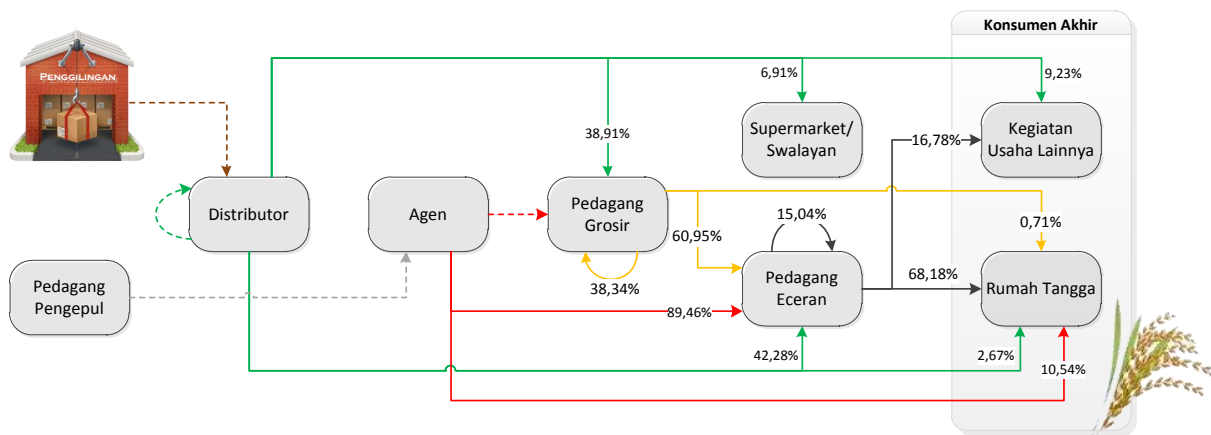 Konsumen Akhir
PENGGILINGAN
6,91%
9,23%
38,91%
Supermarket/
Swalayan
Kegiatan
Usaha Lainnya
16,78%
Distributor
Agen
Pedagang
Grosir
15,04%
0,71%
60,95%
Pedagang
Pengepul
38,34%
Pedagang
Eceran
68,18%
Rumah Tangga
89,46%
42,28%
2,67%
10,54%